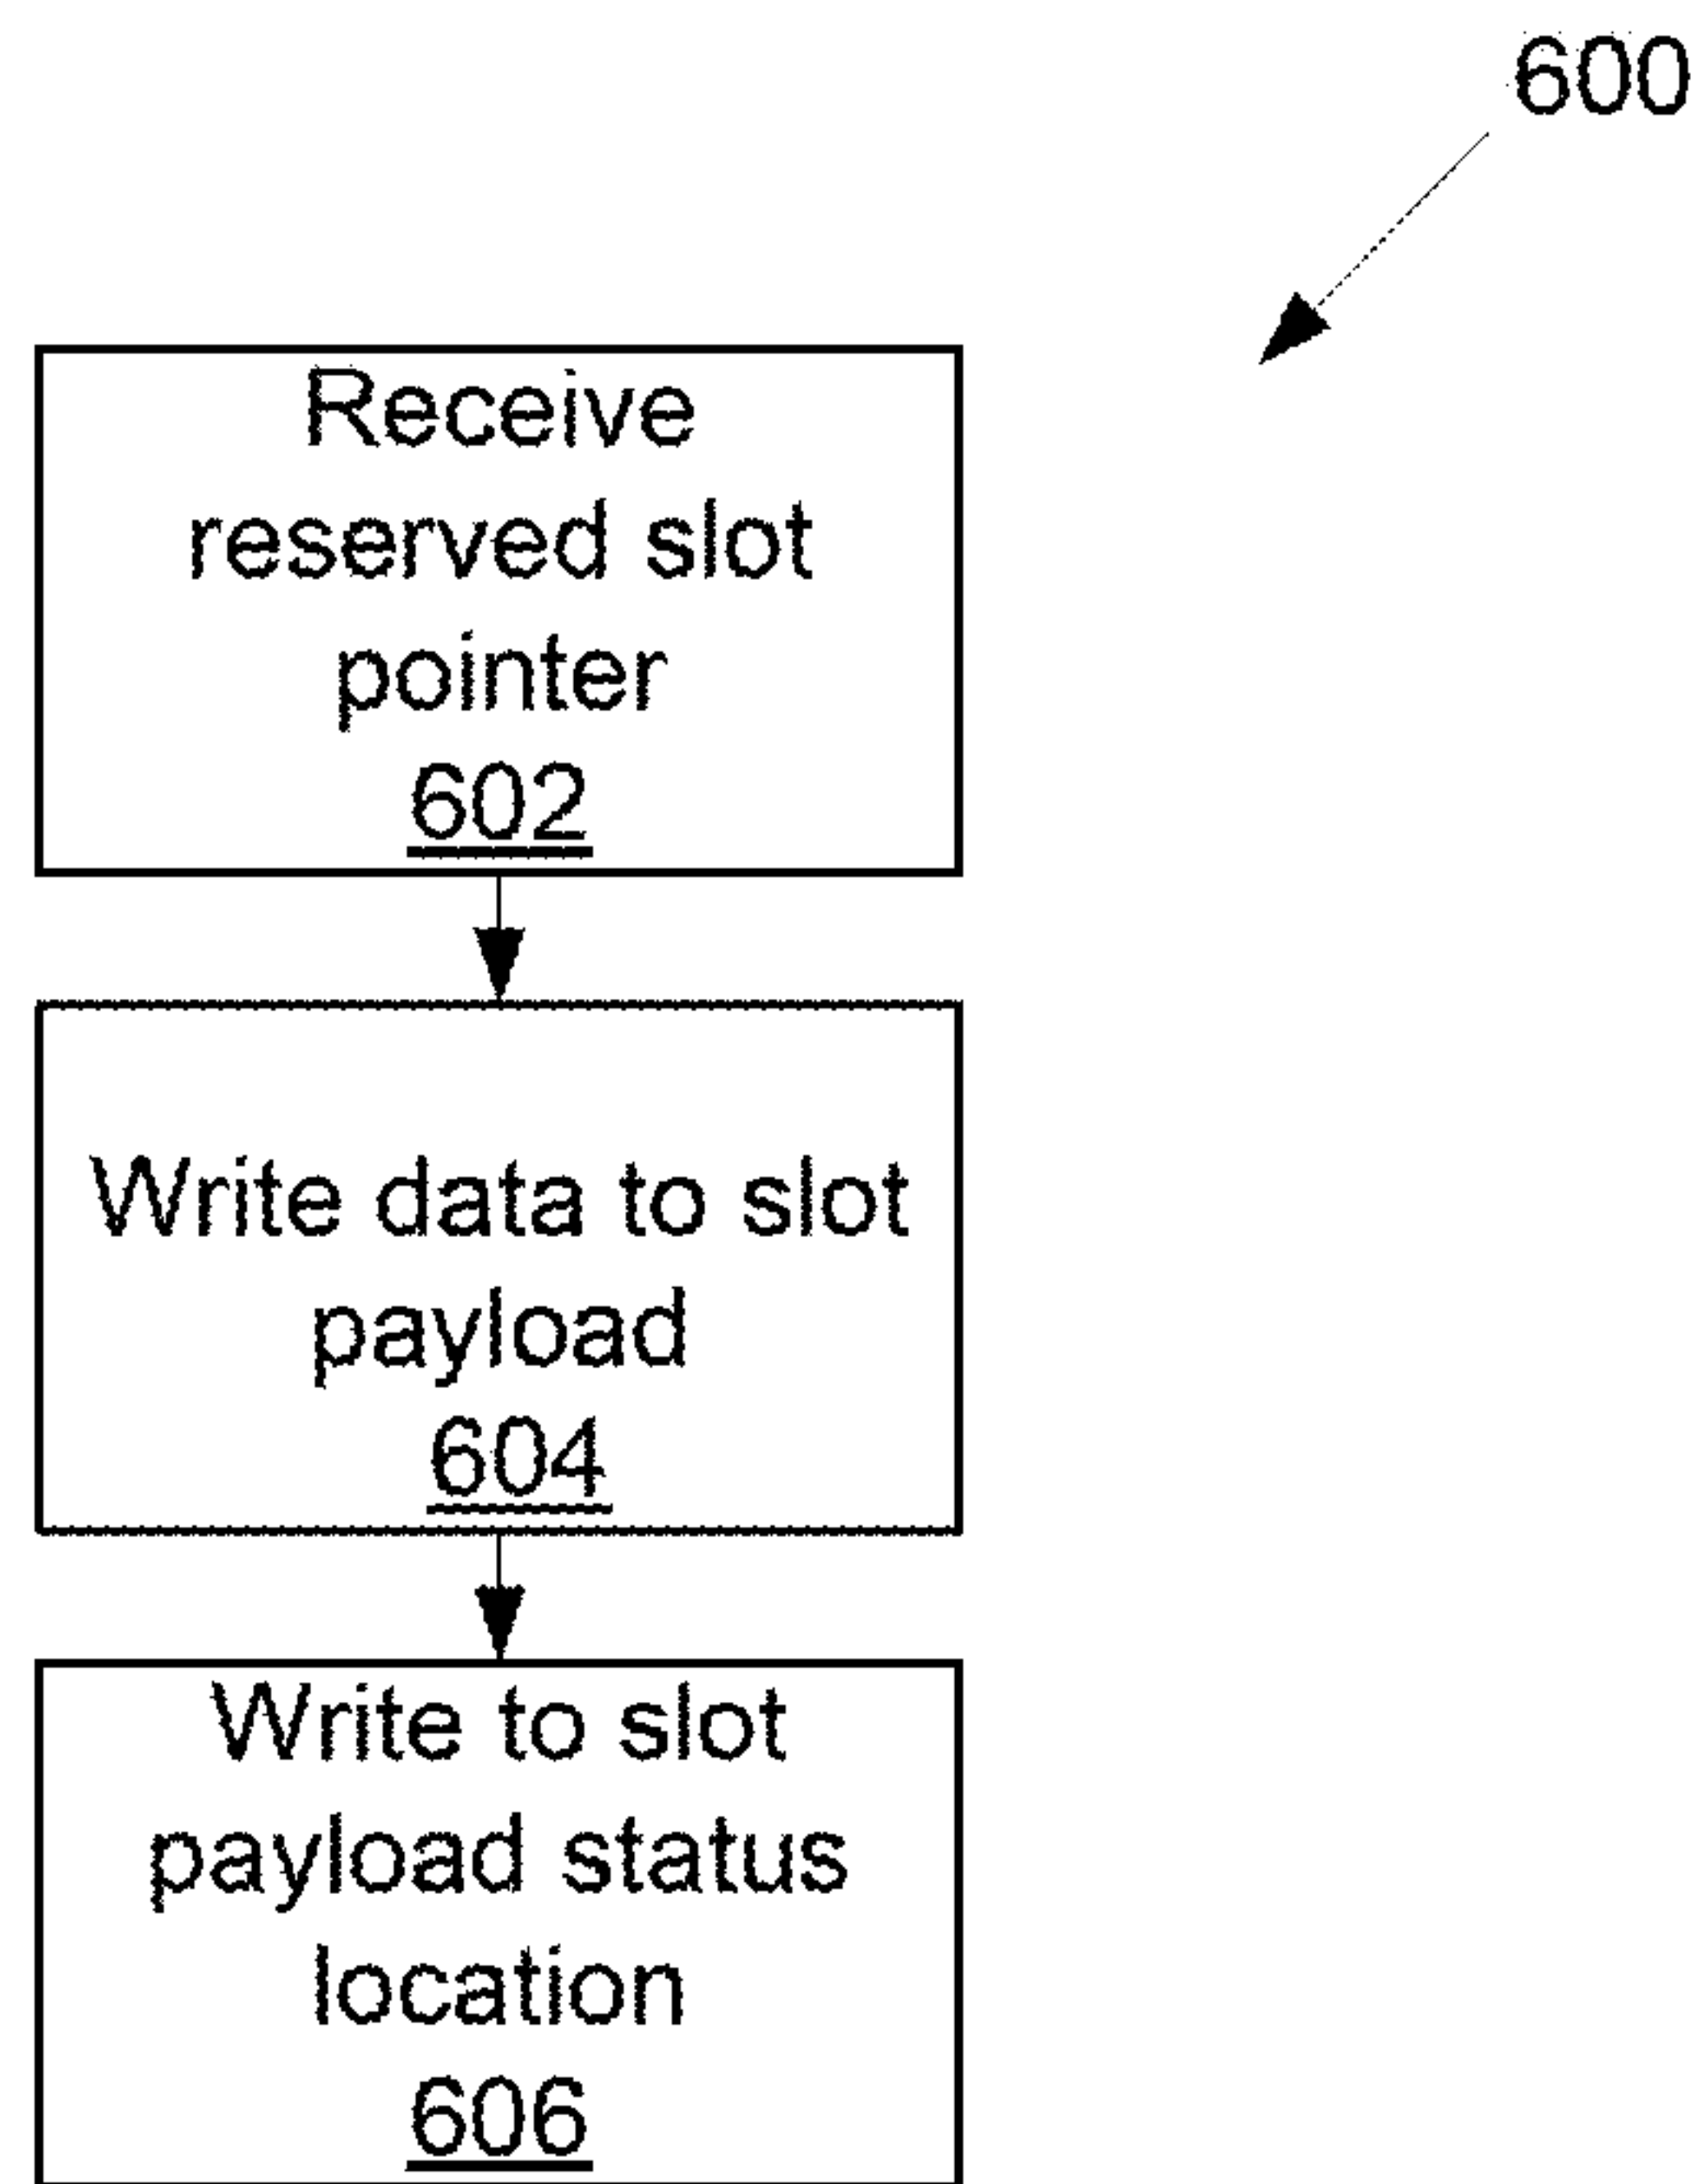 600
Receive
reserved slot
pointer
602
Write data to slot
payload
604
Write to slot
payload status
location
606